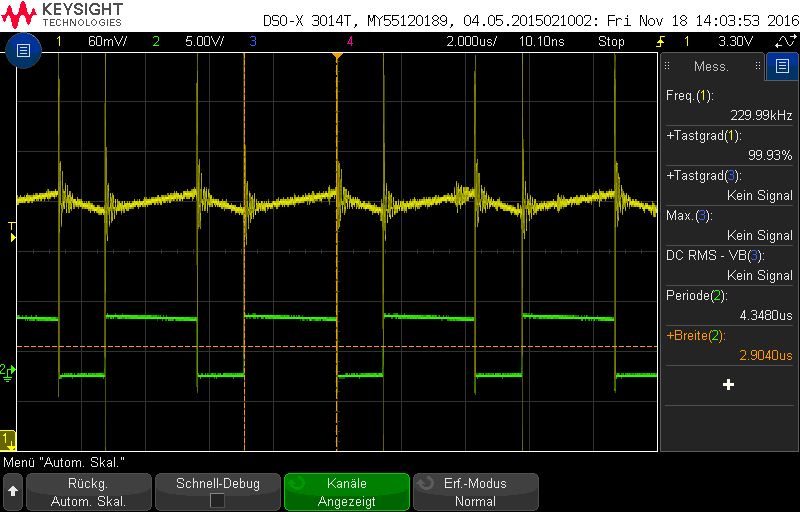 KEYSIGHT
TECHNOLOGIES
DSO-X 3014T, MY55120189, 04.05.2015021002: Fri Nov 18 14:03:53 2016
1 60mV/ 2 5.00V/ 3 4 2.000us/ 10.10ns Stop 1 3.30V
Mess.
Freq.(1):
229.99kHz
+Tastgrad(1):
99.93%
+Tastgrad(3):
Kein Signal
Max.(3):
Kein Signal
DC RMS - VB(3):
Kein Signal
Periode(2):
4.3480us
+Breite(2):
2.9040us
T
2
1
Menü "Autom. Skal."
Rückg.
Autom. Skal.
Schnell-Debug
Kanäle
Angezeigt
Erf.-Modus
Normal